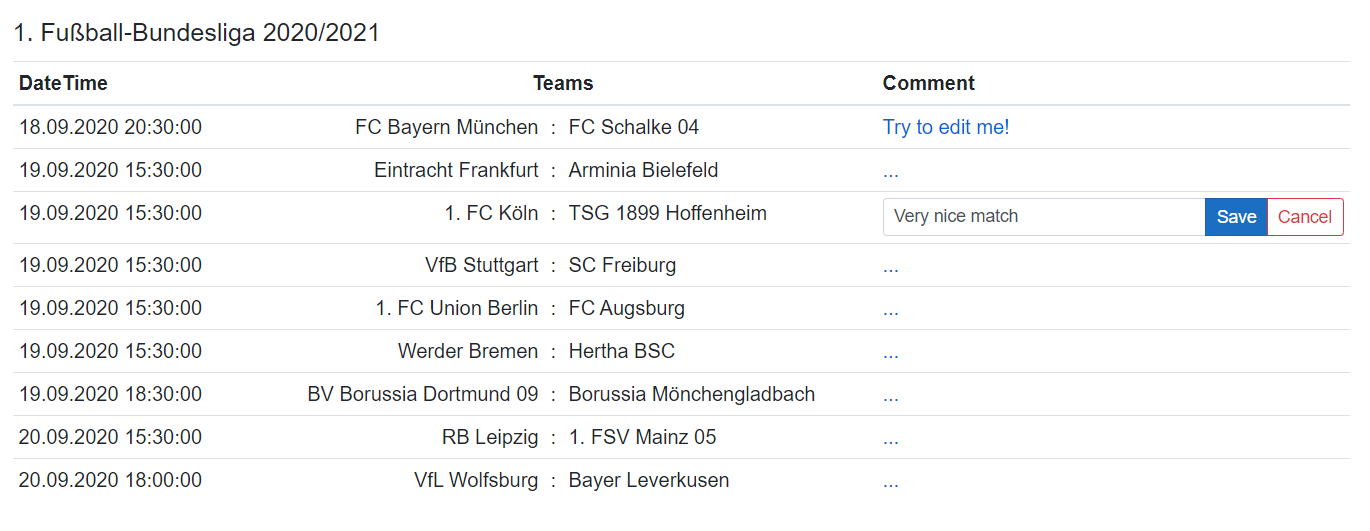 1. Fußball-Bundesliga 2020/2021
DateTime Teams Comment
18.09.2020 20:30:00 FC Bayern München : FC Schalke 04 Try to edit me!
19.09.2020 15:30:00 Eintracht Frankfurt : Arminia Bielefeld ...
19.09.2020 15:30:00 1. FC Köln : TSG 1899 Hoffenheim Very nice match Save Cancel
19.09.2020 15:30:00 VfB Stuttgart : SC Freiburg ...
19.09.2020 15:30:00 1. FC Union Berlin : FC Augsburg ...
19.09.2020 15:30:00 Werder Bremen : Hertha BSC ...
19.09.2020 18:30:00 BV Borussia Dortmund 09 : Borussia Mönchengladbach ...
20.09.2020 15:30:00 RB Leipzig : 1. FSV Mainz 05 ...
20.09.2020 18:00:00 VfL Wolfsburg : Bayer Leverkusen ...